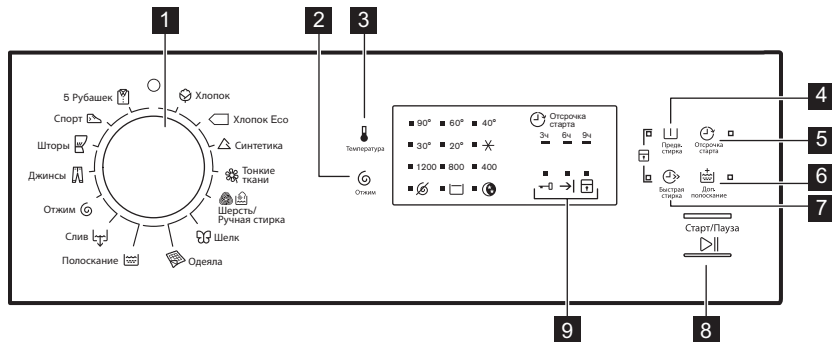 1
2
3
4
5
6
7
8
9
5 Рубашек
Спорт
Шторы
Джинсы
Отжим
Слив
Полоскание
Хлопок
Хлопок Eco
Синтетика
Тонкие
ткани
Шерсть/
Ручная стирка
Шелк
Одеяла
Температура
Отжим
90° 60° 40°
30° 20°
1200 800 400
Отсрочка
старта
3ч 6ч 9ч
Предв.
стирка
Отсрочка
старта
Быстрая
стирка
Доп.
полоскание
Старт/Пауза